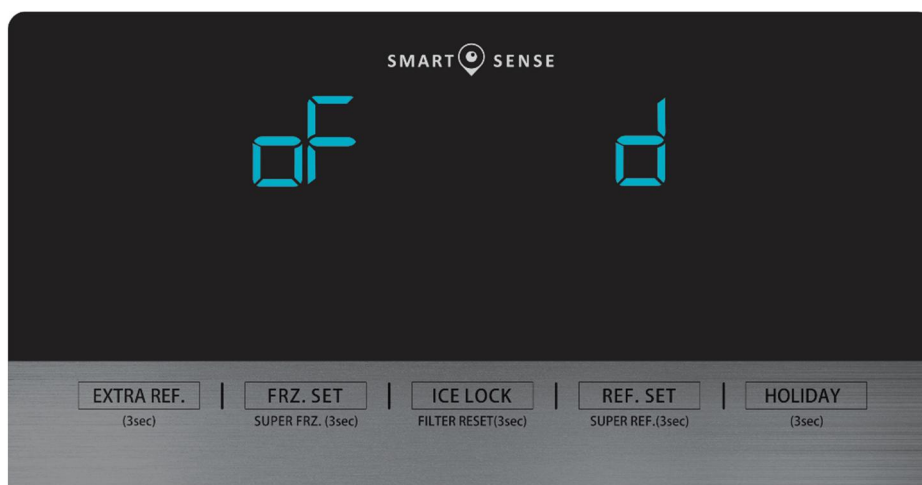 SMART SENSE
oF d
EXTRA REF. | FRZ. SET | ICE LOCK | REF. SET | HOLIDAY
(3sec) SUPER FRZ. (3sec) FILTER RESET(3sec) SUPER REF.(3sec) (3sec)